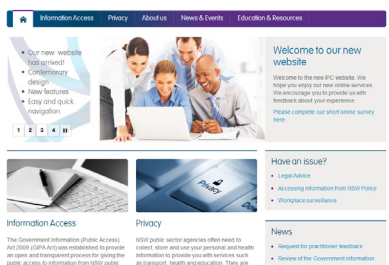 Information Access
Privacy
About us
News & Events
Education & Resources
Our new website
has arrived!
Contemporary
design
New features
Easy and quick
navigation
1 2 3 4
Welcome to our new
website
Welcome to the new IPC website. We
hope you enjoy our new online services.
We encourage you to provide us with
feedback about your experience.
Please complete our short online survey
here
Privacy
Information Access
The Government Information (Public Access)
Act 2009 (GIPA Act) was established to provide
an open and transparent process for giving the
public access to information from NSW public
Privacy
NSW public sector agencies often need to
collect, store and use your personal and health
information to provide you with services such
as transport, health and education. They are
Have an issue?
Legal Advice
Accessing information from NSW Police
Workplace surveillance
News
Request for practitioner feedback
Review of the Government Information